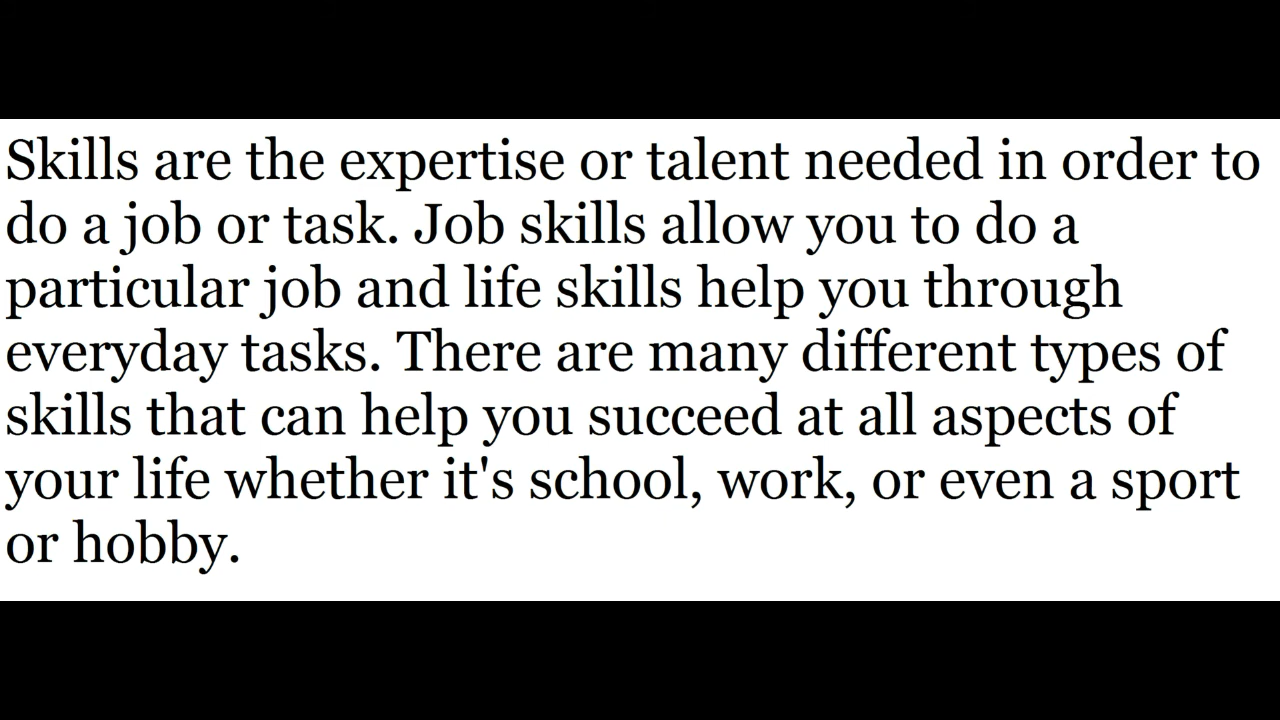 Skills are the expertise or talent needed in order to
do a job or task. Job skills allow you to do a
particular job and life skills help you through
everyday tasks. There are many different types of
skills that can help you succeed at all aspects of
your life whether it's school, work, or even a sport
or hobby.